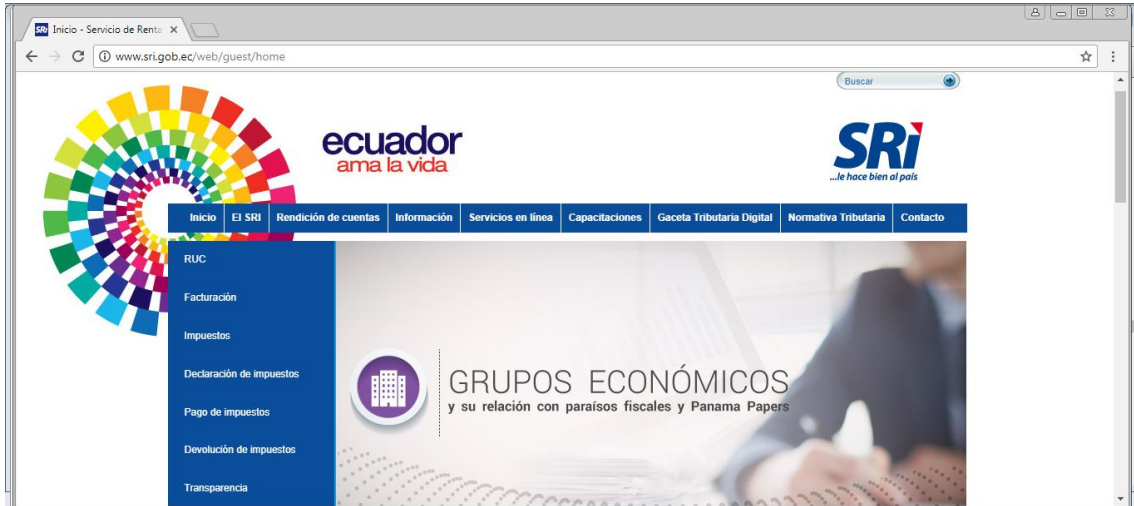 SRi Inicio - Servicio de Renta
www.sri.gob.ec/web/guest/home
Buscar
ecuador
ama la vida
SRi
...le hace bien al país
Inicio El SRI Rendición de cuentas Información Servicios en línea Capacitaciones Gaceta Tributaria Digital Normativa Tributaria Contacto
RUC
Facturación
Impuestos
Declaración de impuestos
Pago de impuestos
Devolución de impuestos
Transparencia
GRUPOS ECONÓMICOS
y su relación con paraísos fiscales y Panama Papers